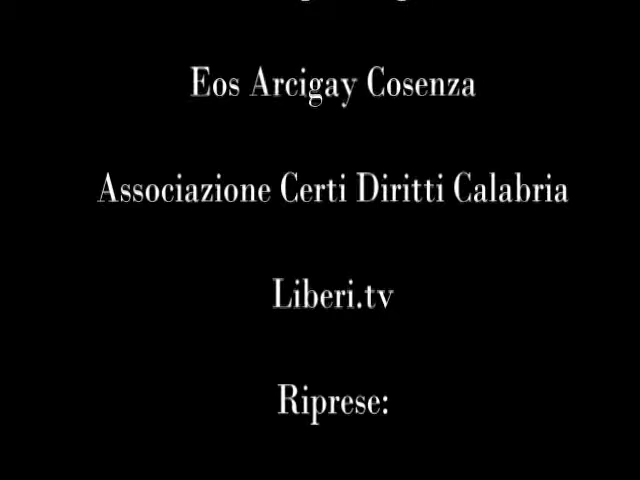 Eos Arcigay Cosenza
Associazione Certi Diritti Calabria
Liberi.tv
Riprese: